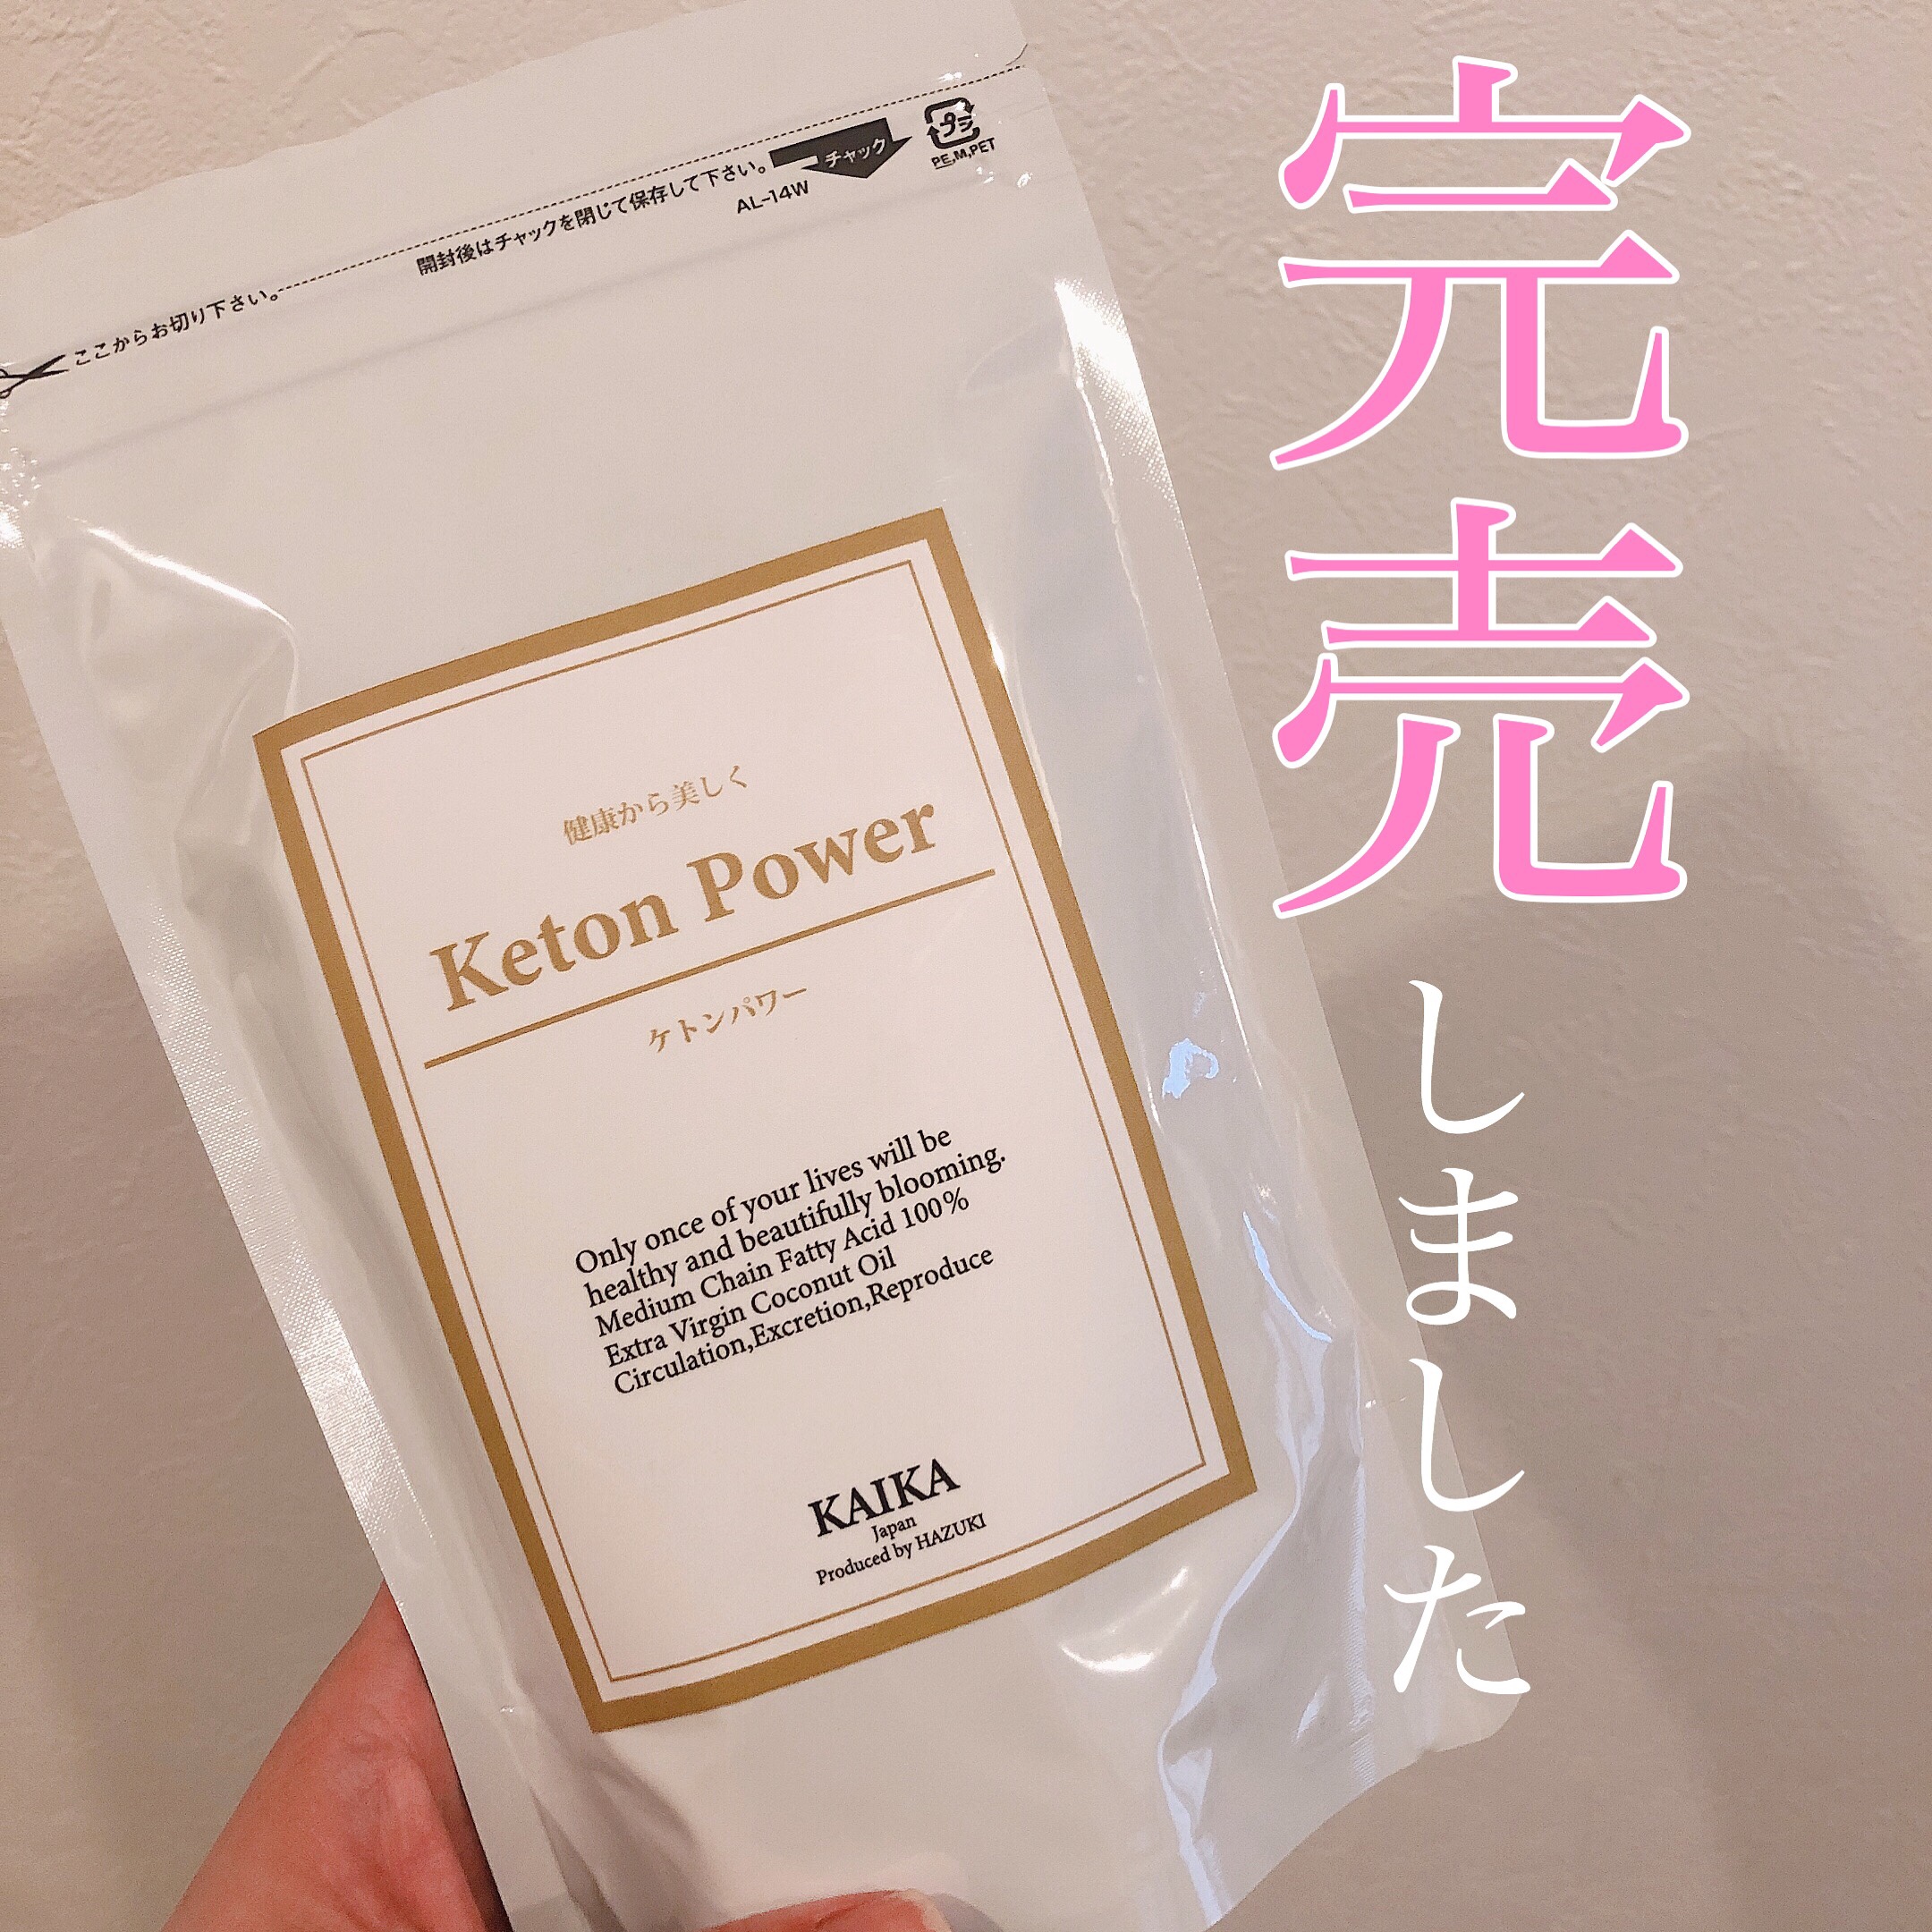 完売しました
ここからお切り下さい。
開封後はチャックを閉じて保存して下さい。
チャック
AL-14W
プラ
PE,M,PET
健康から美しく
Keton Power
ケトンパワー
Only once of your lives will be
healthy and beautifully blooming.
Medium Chain Fatty Acid 100%
Extra Virgin Coconut Oil
Circulation,Excretion,Reproduce
KAIKA
Japan
Produced by HAZUKI